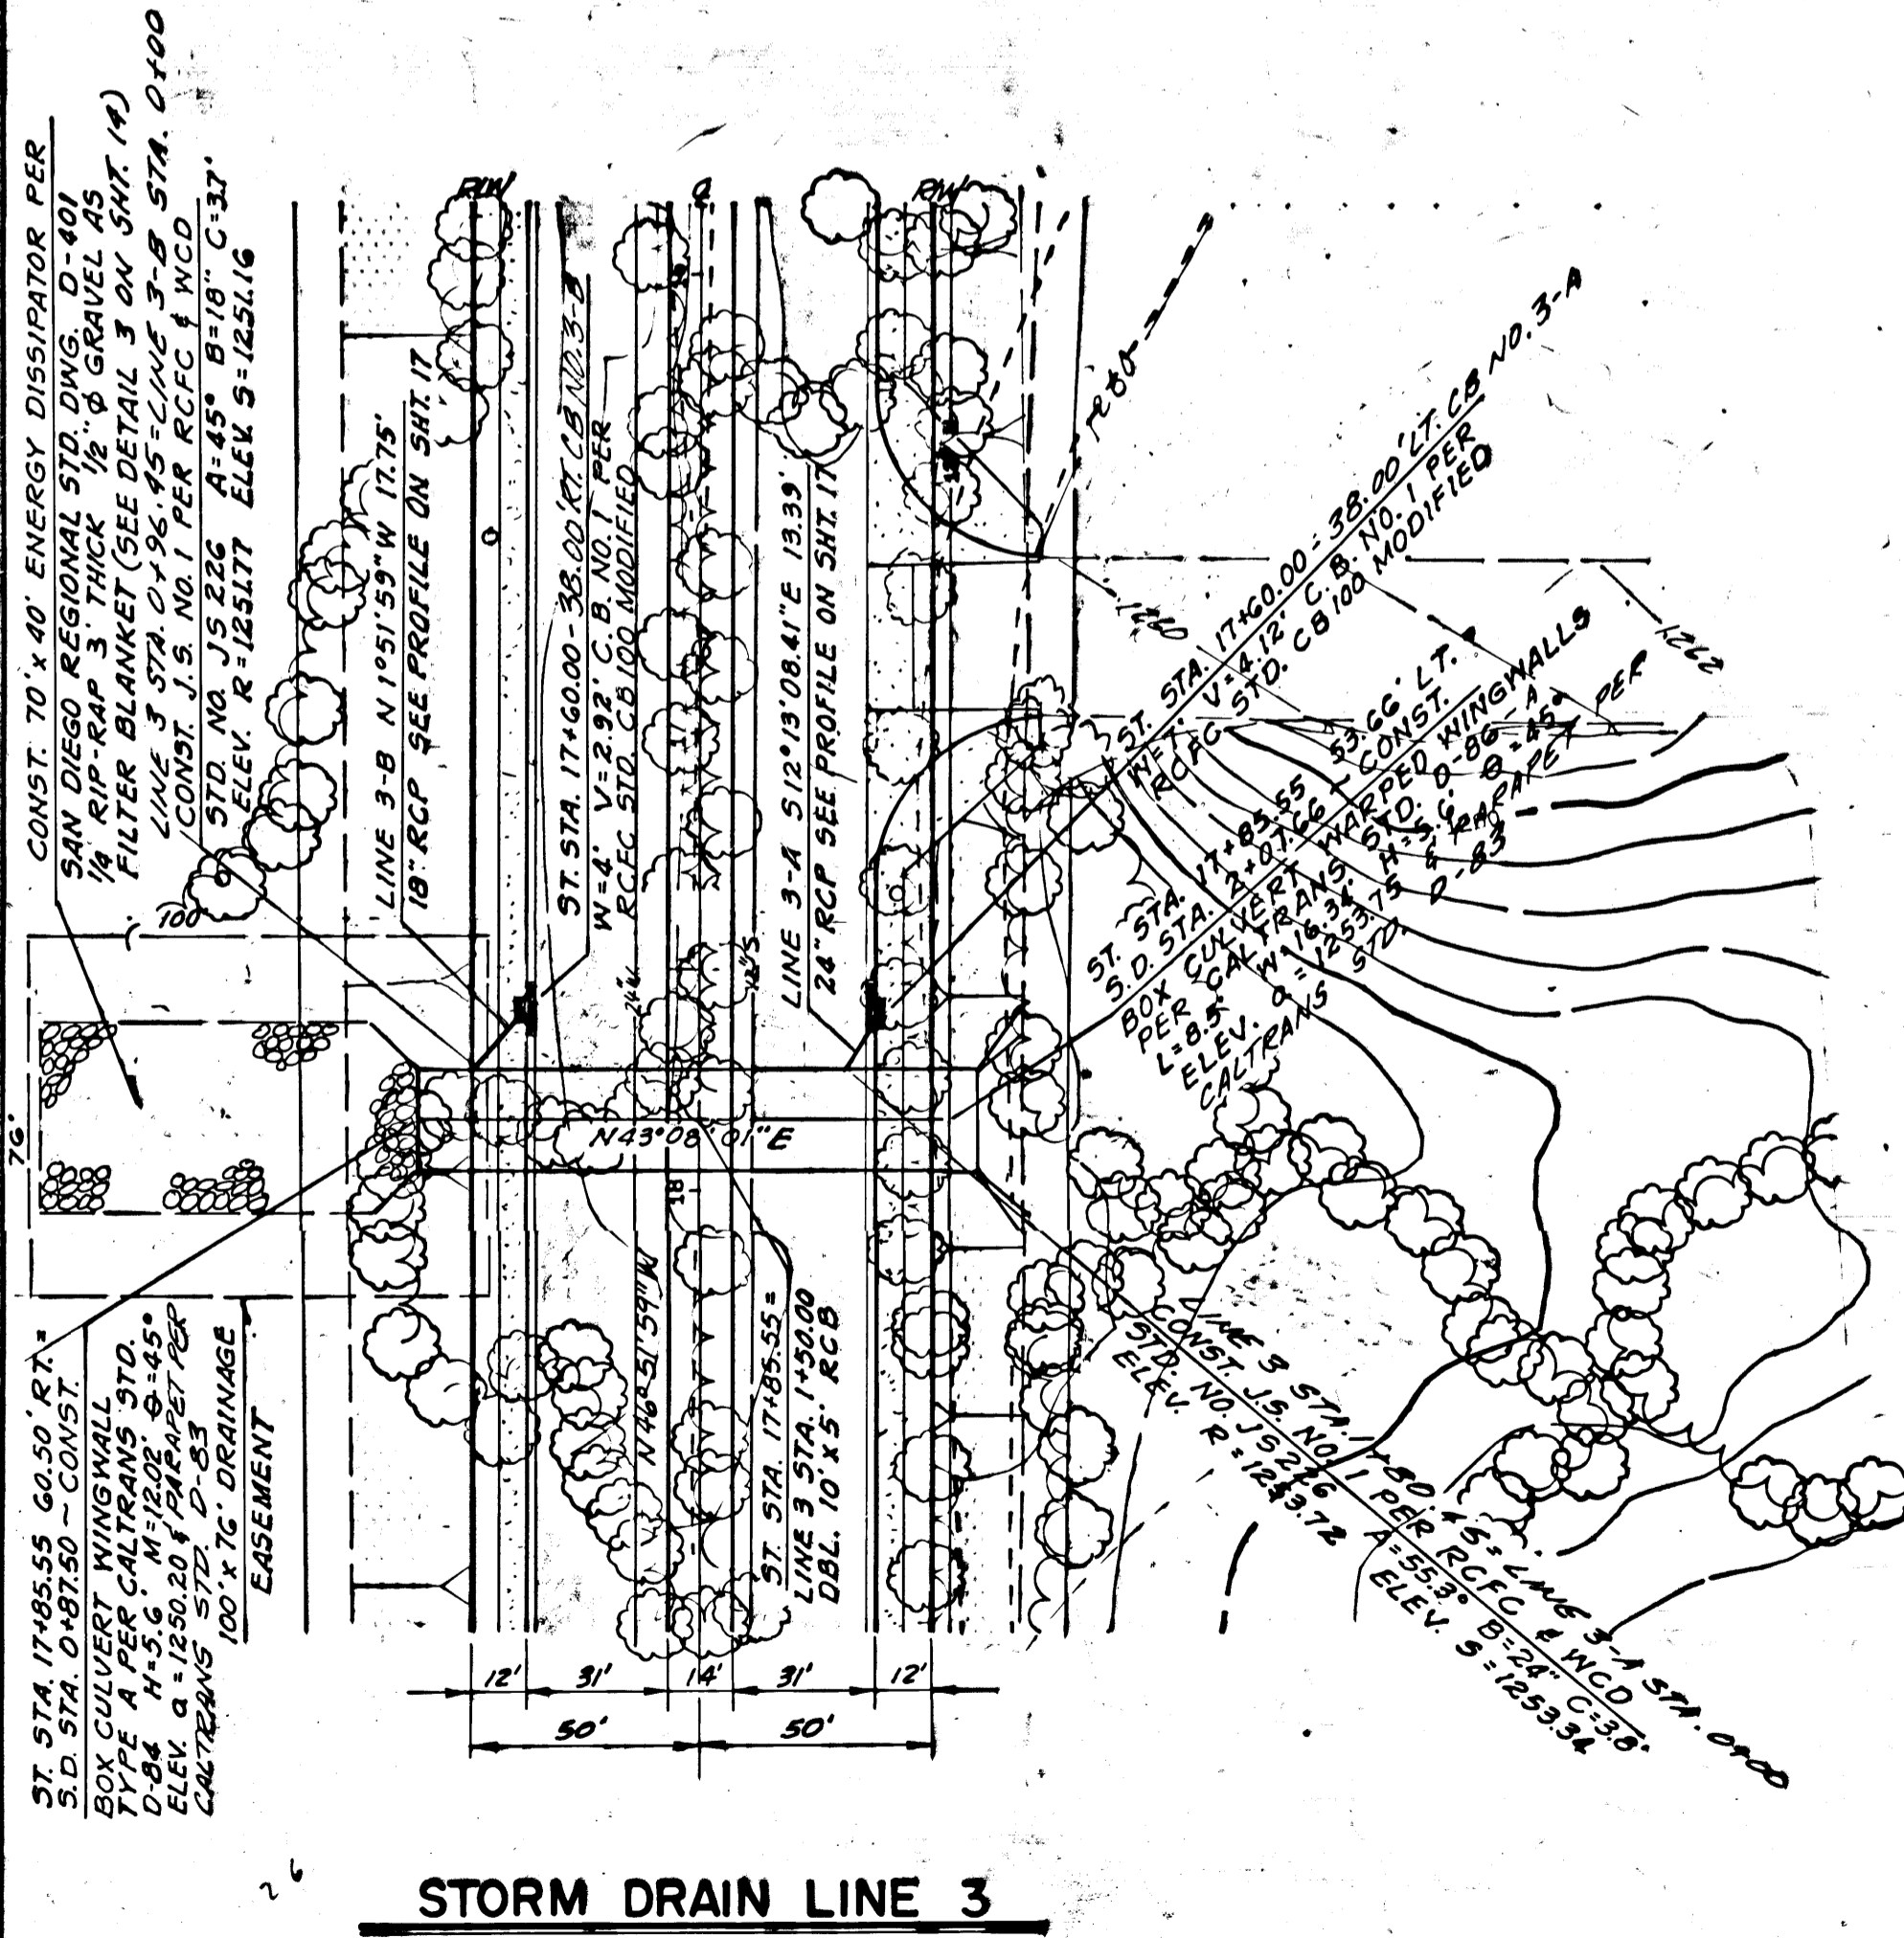 CONST. 70' x 40' ENERGY DISSIPATOR PER
SAN DIEGO REGIONAL STD. DWG. D-401
1/4 RIP-RAP 3' THICK 1/2" Ø GRAVEL AS
FILTER BLANKET (SEE DETAIL 3 ON SHT. 14)
LINE 3 STA. 0+96.45=LINE 3-B STA. 0+00
CONST. J.S. NO. 1 PER RCFC & WCD
STD. NO. JS 226 A=45° B=18" C=3.7'
ELEV. R=1251.77 ELEV. S=1251.16
LINE 3-B N 1°51'59"W 17.75'
18" RCP SEE PROFILE ON SHT. 17
ST. STA. 17+60.00-38.00'RT. CB NO. 3-B
W=4' V=2.92' C.B. NO. 1 PER
RCFC STD. CB 100 MODIFIED
LINE 3-A S12°13'08.41"E 13.39'
24" RCP SEE PROFILE ON SHT. 17
ST. STA. 17+60.00-38.00'LT. CB NO. 3-A
V=4.12' C.B. NO. 1 PER
RCFC STD. CB 100 MODIFIED
ST. STA. 17+85.55 53.66' LT.
S.D. STA. 2+07.66 - CONST.
BOX CULVERT WARPED WINGWALLS
PER CALTRANS. STD. D-86-A
L=8.5' W=16.34 H=5.6' θ=45°
ELEV. a=1253.75 & PARAPET PER
CALTRANS STD. D-83
R/W
R/W
1260
100
76'
24"
N43°08'01"E
18
N46°51'59"W
ST. STA. 17+85.55=
LINE 3 STA. 1+50.00
DBL. 10' x 5' RCB
ST. STA. 17+85.55 60.50' RT.=
S.D. STA. 0+87.50 - CONST.
BOX CULVERT WINGWALL
TYPE A PER CALTRANS STD.
D-84 H=5.6' M=12.02' θ=45°
ELEV. a=1250.20 & PARAPET PER
CALTRANS STD. D-83
100' x 76' DRAINAGE
EASEMENT
LINE 3 STA. 1+80.45=LINE 3-A STA. 0+00
CONST. J.S. NO. 1 PER RCFC & WCD
STD. NO. JS226 A=55.3° B=24" C=3.8'
ELEV. R=1253.72 ELEV. S=1253.34
12' 31' 14' 31' 12'
50' 50'
STORM DRAIN LINE 3